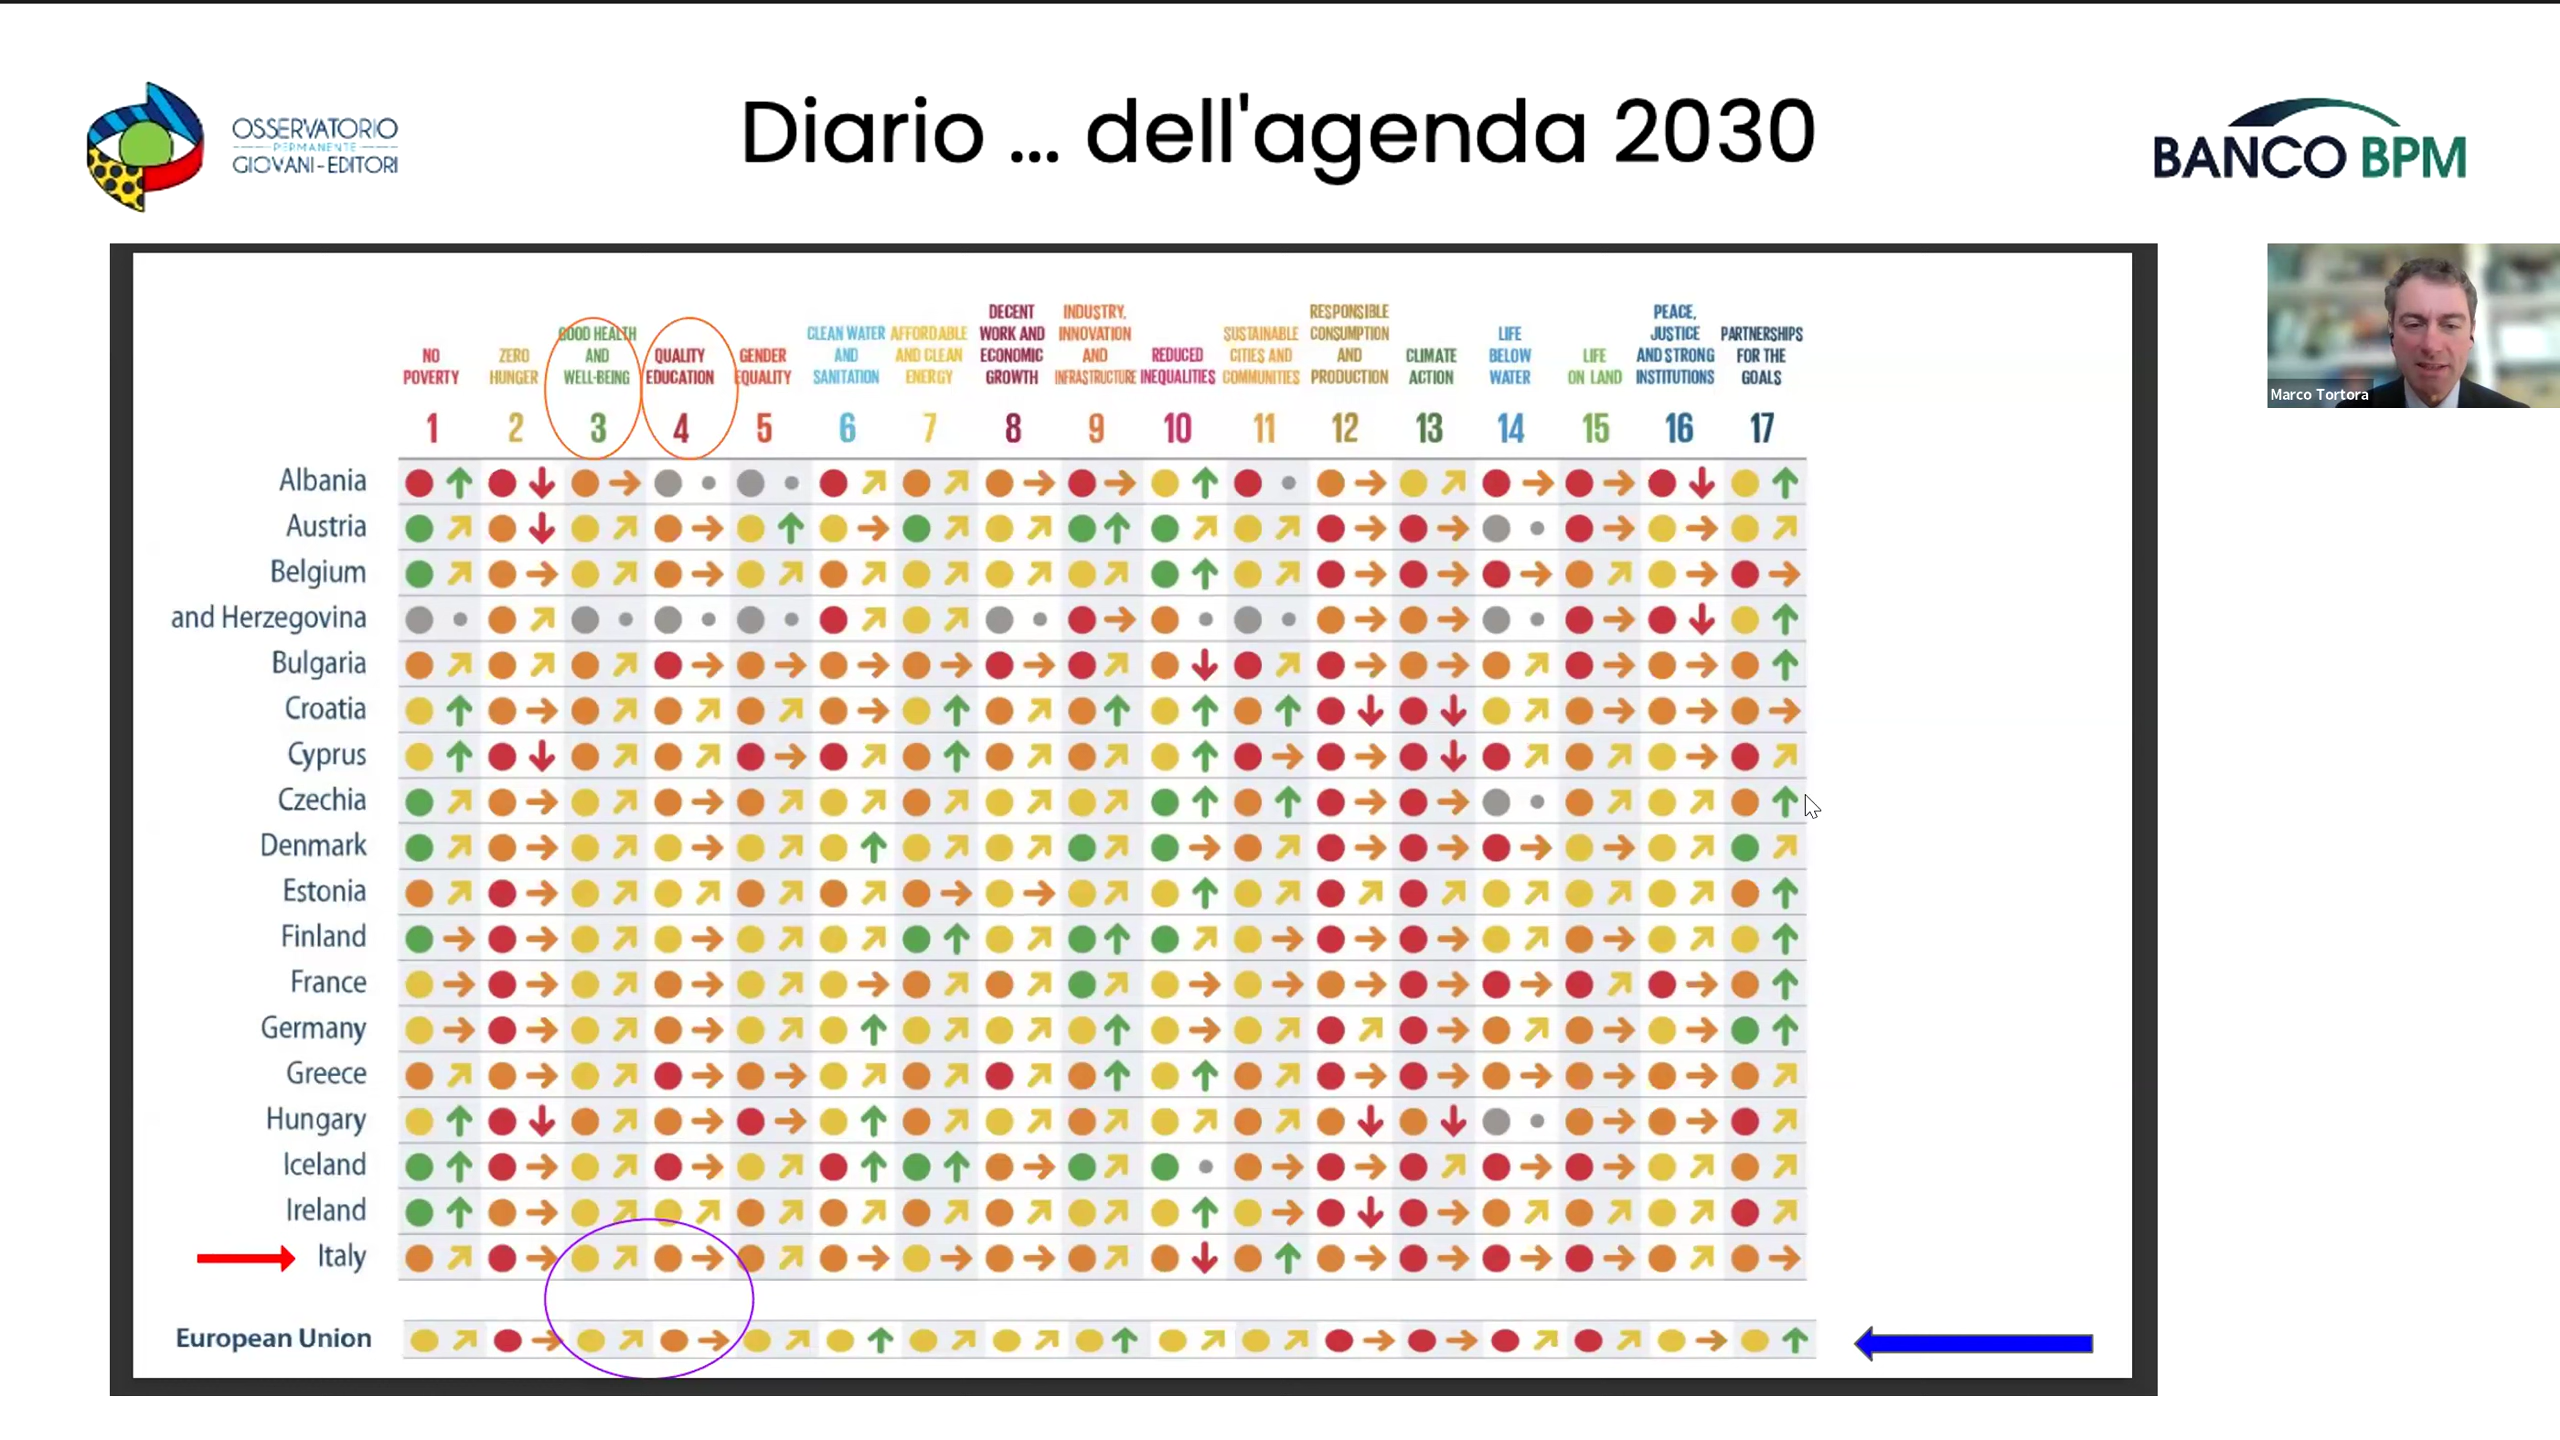 OSSERVATORIO
PERMANENTE
GIOVANI-EDITORI
Diario ... dell'agenda 2030
BANCO BPM
Marco Tortora
NO
POVERTY
1
ZERO
HUNGER
2
GOOD HEALTH
AND
WELL-BEING
3
QUALITY
EDUCATION
4
GENDER
EQUALITY
5
CLEAN WATER
AND
SANITATION
6
AFFORDABLE
AND CLEAN
ENERGY
7
DECENT
WORK AND
ECONOMIC
GROWTH
8
INDUSTRY,
INNOVATION
AND
INFRASTRUCTURE
9
REDUCED
INEQUALITIES
10
SUSTAINABLE
CITIES AND
COMMUNITIES
11
RESPONSIBLE
CONSUMPTION
AND
PRODUCTION
12
CLIMATE
ACTION
13
LIFE
BELOW
WATER
14
LIFE
ON LAND
15
PEACE,
JUSTICE
AND STRONG
INSTITUTIONS
16
PARTNERSHIPS
FOR THE
GOALS
17
Albania
Austria
Belgium
and Herzegovina
Bulgaria
Croatia
Cyprus
Czechia
Denmark
Estonia
Finland
France
Germany
Greece
Hungary
Iceland
Ireland
Italy
European Union